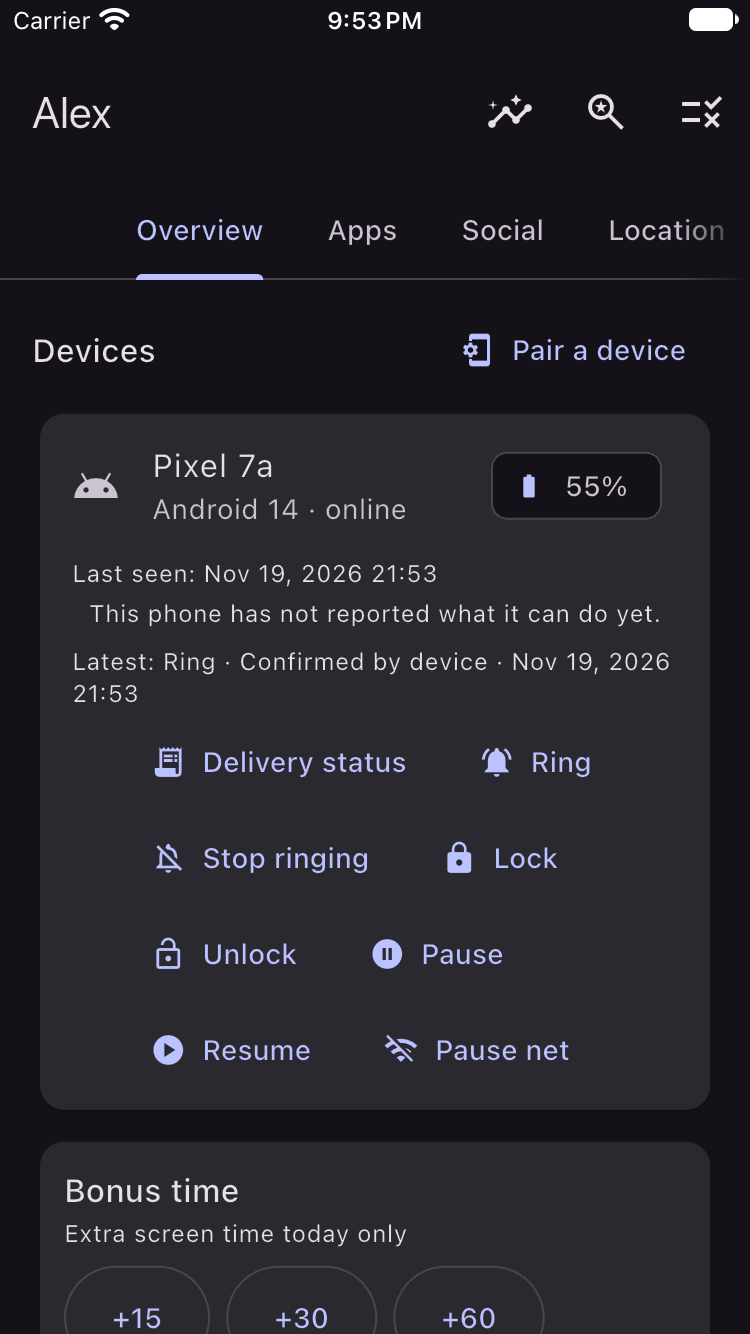 Carrier 9:53 PM
Alex
Overview Apps Social Location
Devices Pair a device
Pixel 7a
Android 14 · online
55%
Last seen: Nov 19, 2026 21:53
This phone has not reported what it can do yet.
Latest: Ring · Confirmed by device · Nov 19, 2026
21:53
Delivery status Ring
Stop ringing Lock
Unlock Pause
Resume Pause net
Bonus time
Extra screen time today only
+15 +30 +60